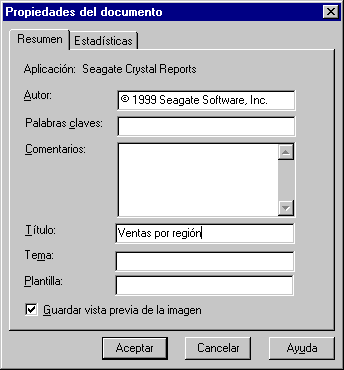 Propiedades del documento
Resumen
Estadísticas
Aplicación: Seagate Crystal Reports
Autor: © 1999 Seagate Software, Inc.
Palabras claves:
Comentarios:
Título: Ventas por región
Tema:
Plantilla:
Guardar vista previa de la imagen
Aceptar
Cancelar
Ayuda